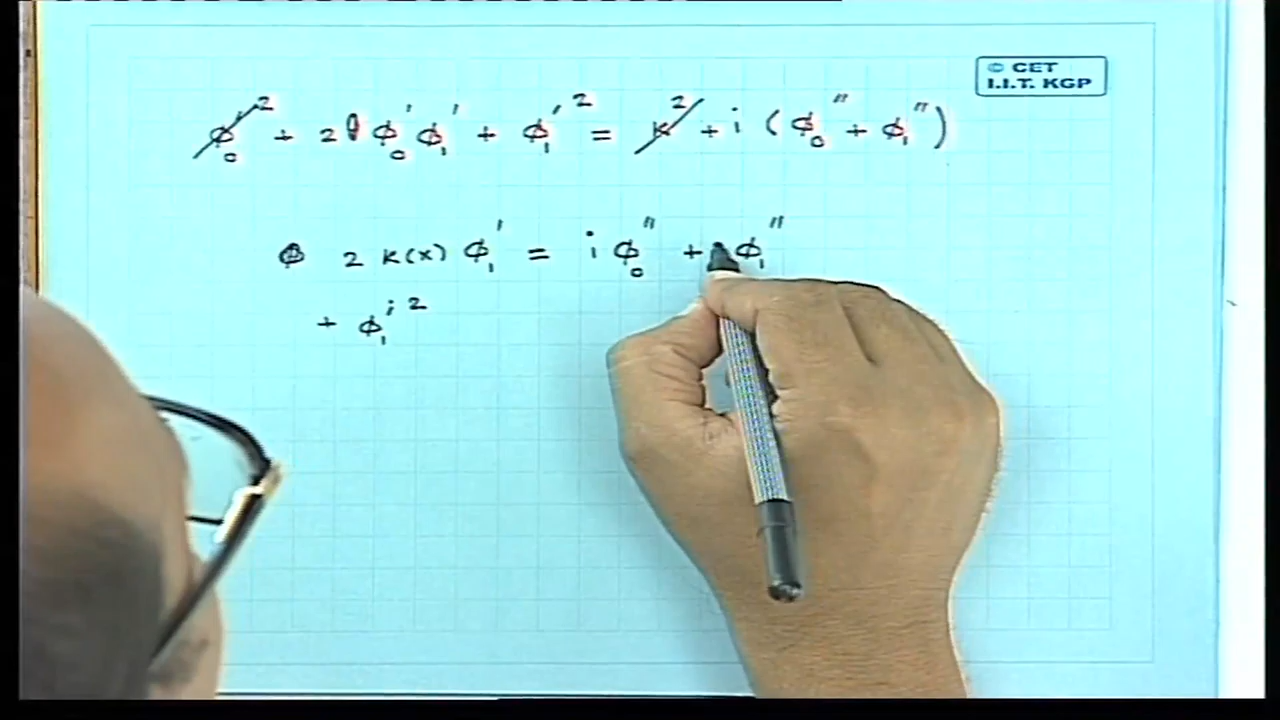 © CET
I.I.T. KGP
ϕ₀'² + 2 ϕ₀' ϕ₁' + ϕ₁'² = k² + i (ϕ₀'' + ϕ₁'')
2 k(x) ϕ₁' = i ϕ₀'' + ϕ₁''
+ ϕ₁'²